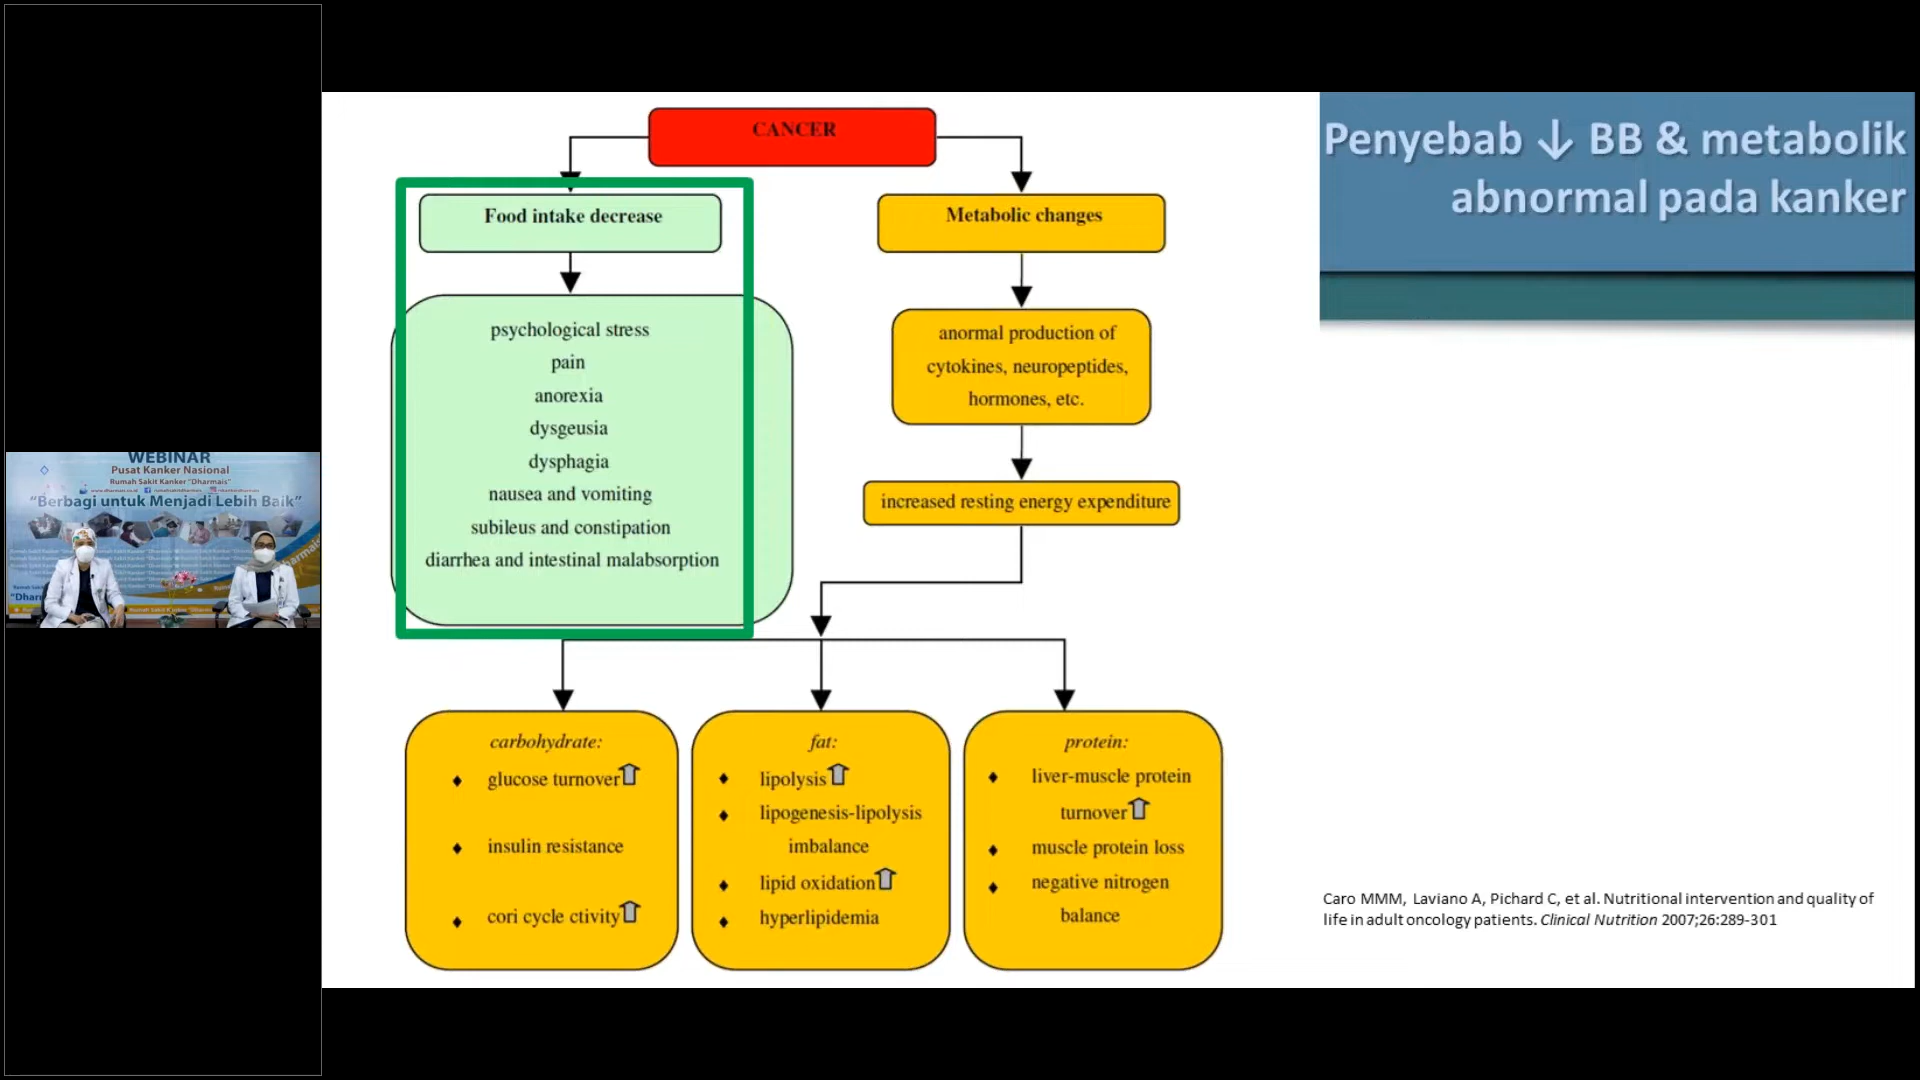 WEBINAR
Pusat Kanker Nasional
Rumah Sakit Kanker "Dharmais"
"Berbagi untuk Menjadi Lebih Baik"
CANCER
Food intake decrease
psychological stress
pain
anorexia
dysgeusia
dysphagia
nausea and vomiting
subileus and constipation
diarrhea and intestinal malabsorption
Metabolic changes
anormal production of
cytokines, neuropeptides,
hormones, etc.
increased resting energy expenditure
carbohydrate:
glucose turnover
insulin resistance
cori cycle ctivity
fat:
lipolysis
lipogenesis-lipolysis
imbalance
lipid oxidation
hyperlipidemia
protein:
liver-muscle protein
turnover
muscle protein loss
negative nitrogen
balance
Penyebab ↓ BB & metabolik
abnormal pada kanker
Caro MMM, Laviano A, Pichard C, et al. Nutritional intervention and quality of
life in adult oncology patients. Clinical Nutrition 2007;26:289-301